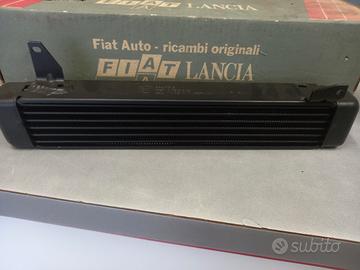 Fiat Auto - ricambi originali
FIAT LANCIA
subito